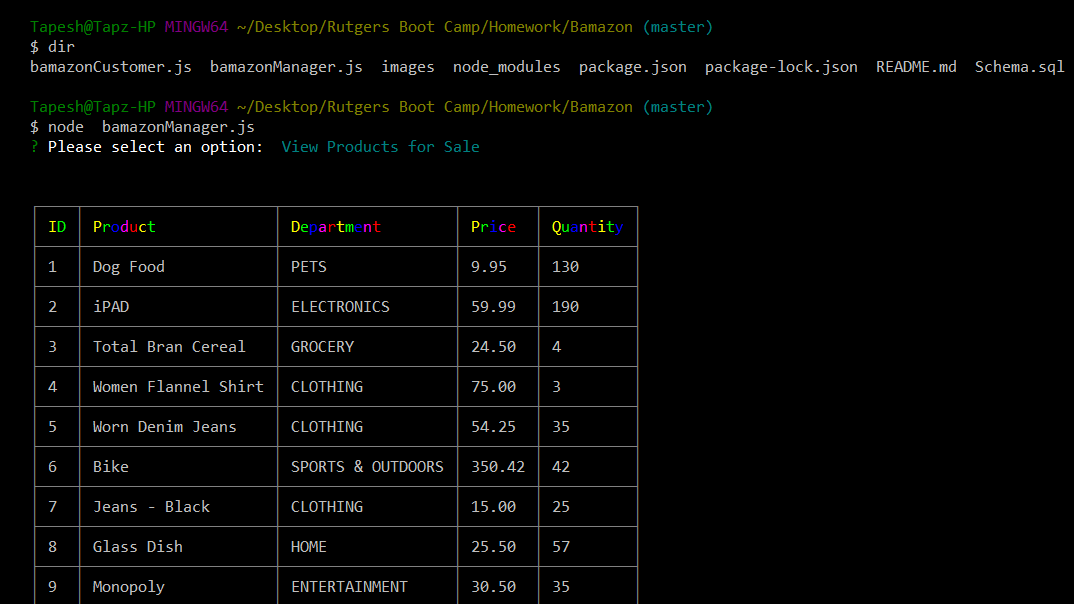 Tapesh@Tapz-HP MINGW64 ~/Desktop/Rutgers Boot Camp/Homework/Bamazon (master)
$ dir
bamazonCustomer.js  bamazonManager.js  images  node_modules  package.json  package-lock.json  README.md  Schema.sql
Tapesh@Tapz-HP MINGW64 ~/Desktop/Rutgers Boot Camp/Homework/Bamazon (master)
$ node  bamazonManager.js
? Please select an option:  View Products for Sale
ID Product Department Price Quantity
1 Dog Food PETS 9.95 130
2 iPAD ELECTRONICS 59.99 190
3 Total Bran Cereal GROCERY 24.50 4
4 Women Flannel Shirt CLOTHING 75.00 3
5 Worn Denim Jeans CLOTHING 54.25 35
6 Bike SPORTS & OUTDOORS 350.42 42
7 Jeans - Black CLOTHING 15.00 25
8 Glass Dish HOME 25.50 57
9 Monopoly ENTERTAINMENT 30.50 35